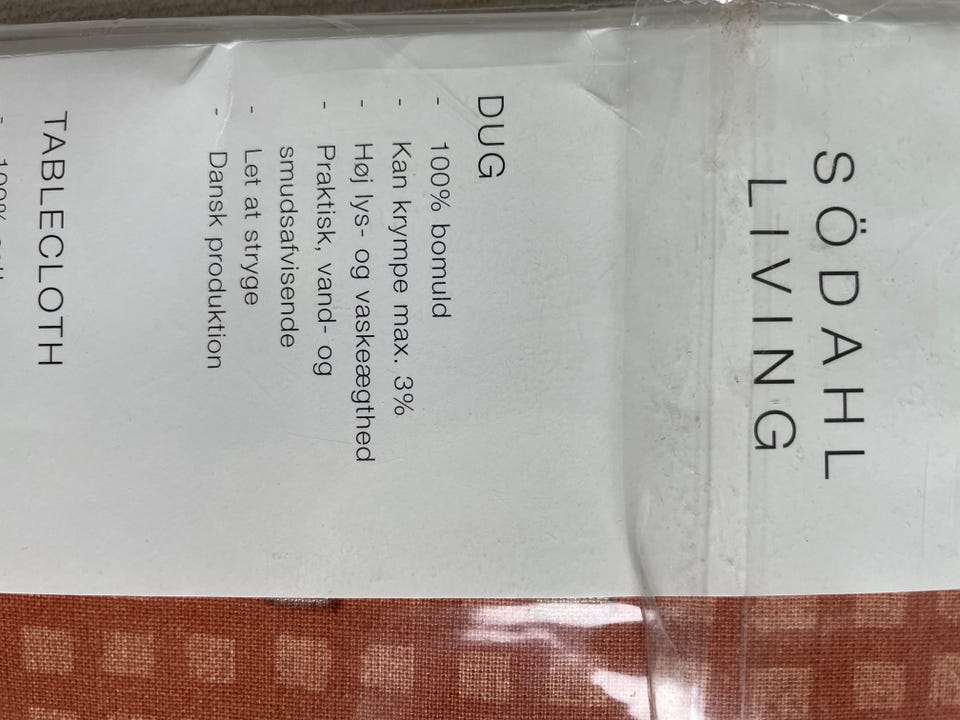 SÖDAHL
LIVING
DUG
- 100% bomuld
- Kan krympe max. 3%
- Høj lys- og vaskeægthed
- Praktisk, vand- og
smudsafvisende
- Let at stryge
- Dansk produktion
TABLECLOTH
- 100%